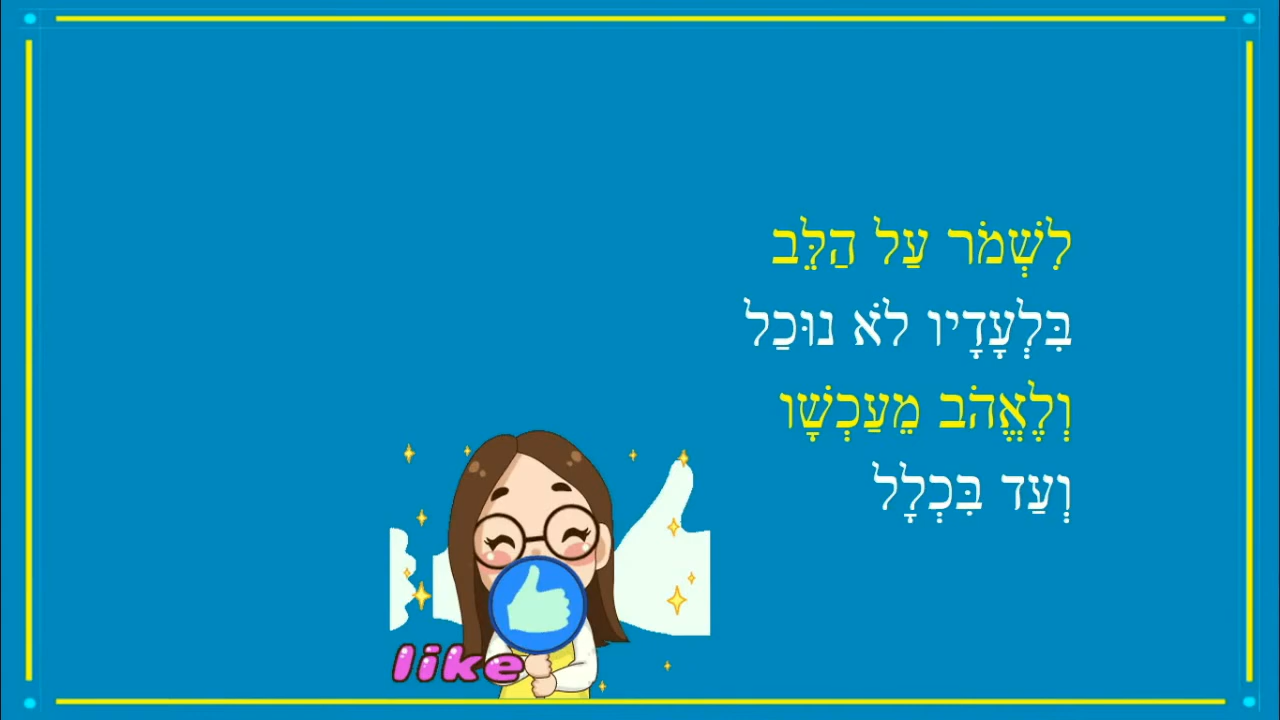 לִשְׁמֹר עַל הַלֵּב
בִּלְעָדָיו לֹא נוּכַל
וְלֶאֱהֹב מֵעַכְשָׁו
וְעַד בִּכְלָל
like